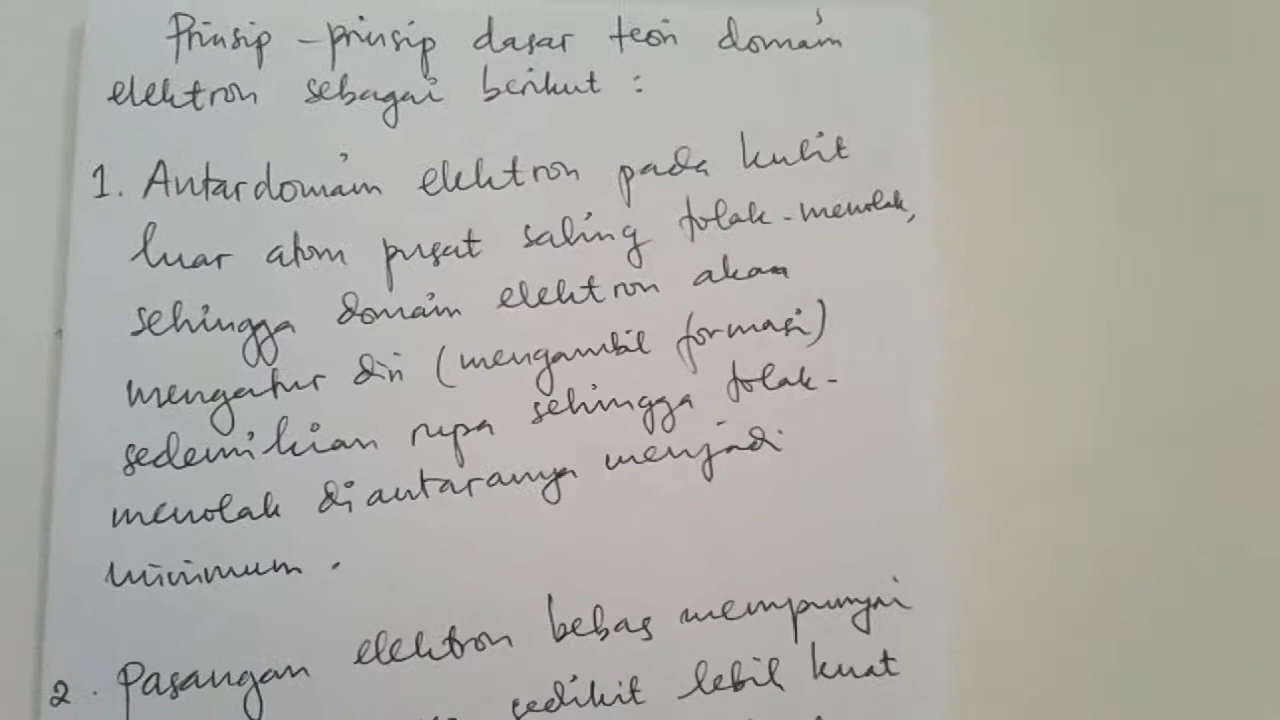 Prinsip - prinsip dasar teori domain
elektron sebagai berikut :
1. Antardomain elektron pada kulit
luar atom pusat saling tolak-menolak,
sehingga domain elektron akan
mengatur diri (mengambil formasi)
sedemikian rupa sehingga tolak-
menolak diantaranya menjadi
minimum.
2. Pasangan elektron bebas mempunyai
sedikit lebih kuat